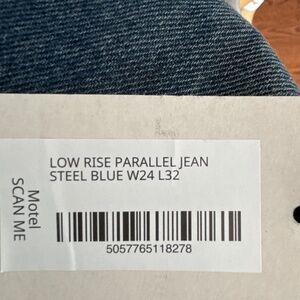 LOW RISE PARALLEL JEAN
STEEL BLUE W24 L32
Motel
SCAN ME
5057765118278